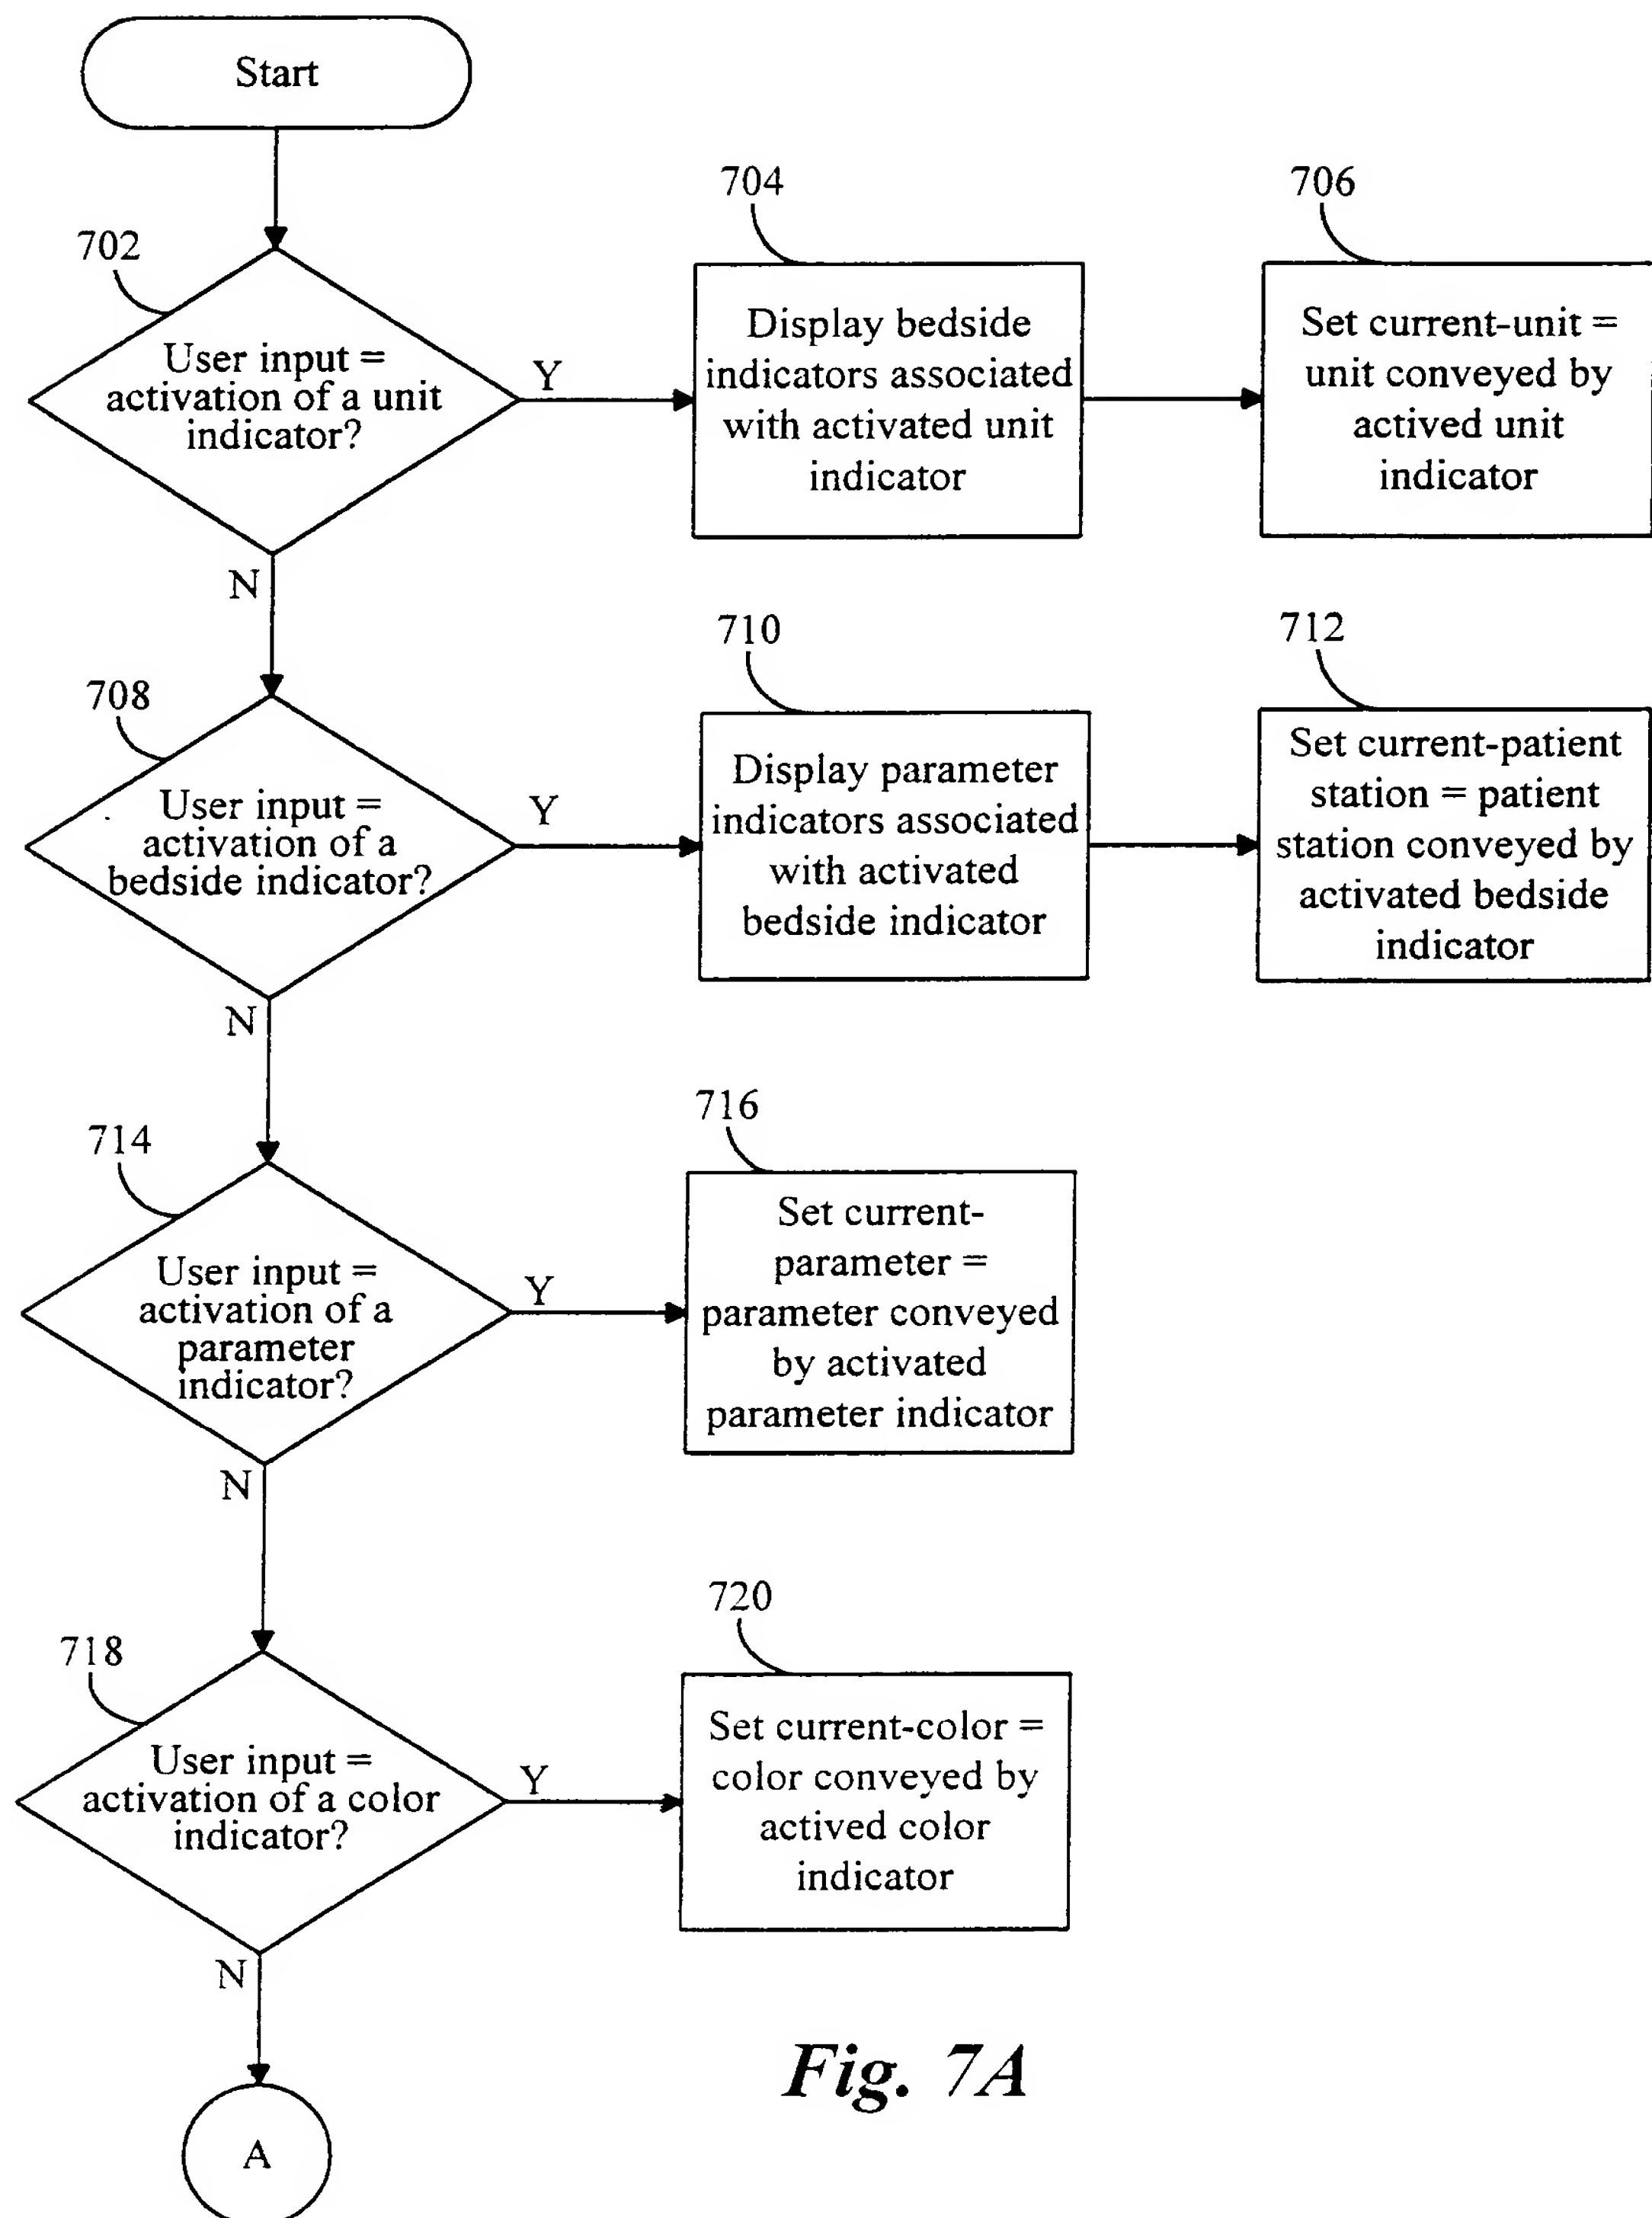 Start
702
User input =
activation of a unit
indicator?
Y
N
704
Display bedside
indicators associated
with activated unit
indicator
706
Set current-unit =
unit conveyed by
actived unit
indicator
708
User input =
activation of a
bedside indicator?
Y
N
710
Display parameter
indicators associated
with activated
bedside indicator
712
Set current-patient
station = patient
station conveyed by
activated bedside
indicator
714
User input =
activation of a
parameter
indicator?
Y
N
716
Set current-
parameter =
parameter conveyed
by activated
parameter indicator
718
User input =
activation of a color
indicator?
Y
N
720
Set current-color =
color conveyed by
actived color
indicator
A
Fig. 7A